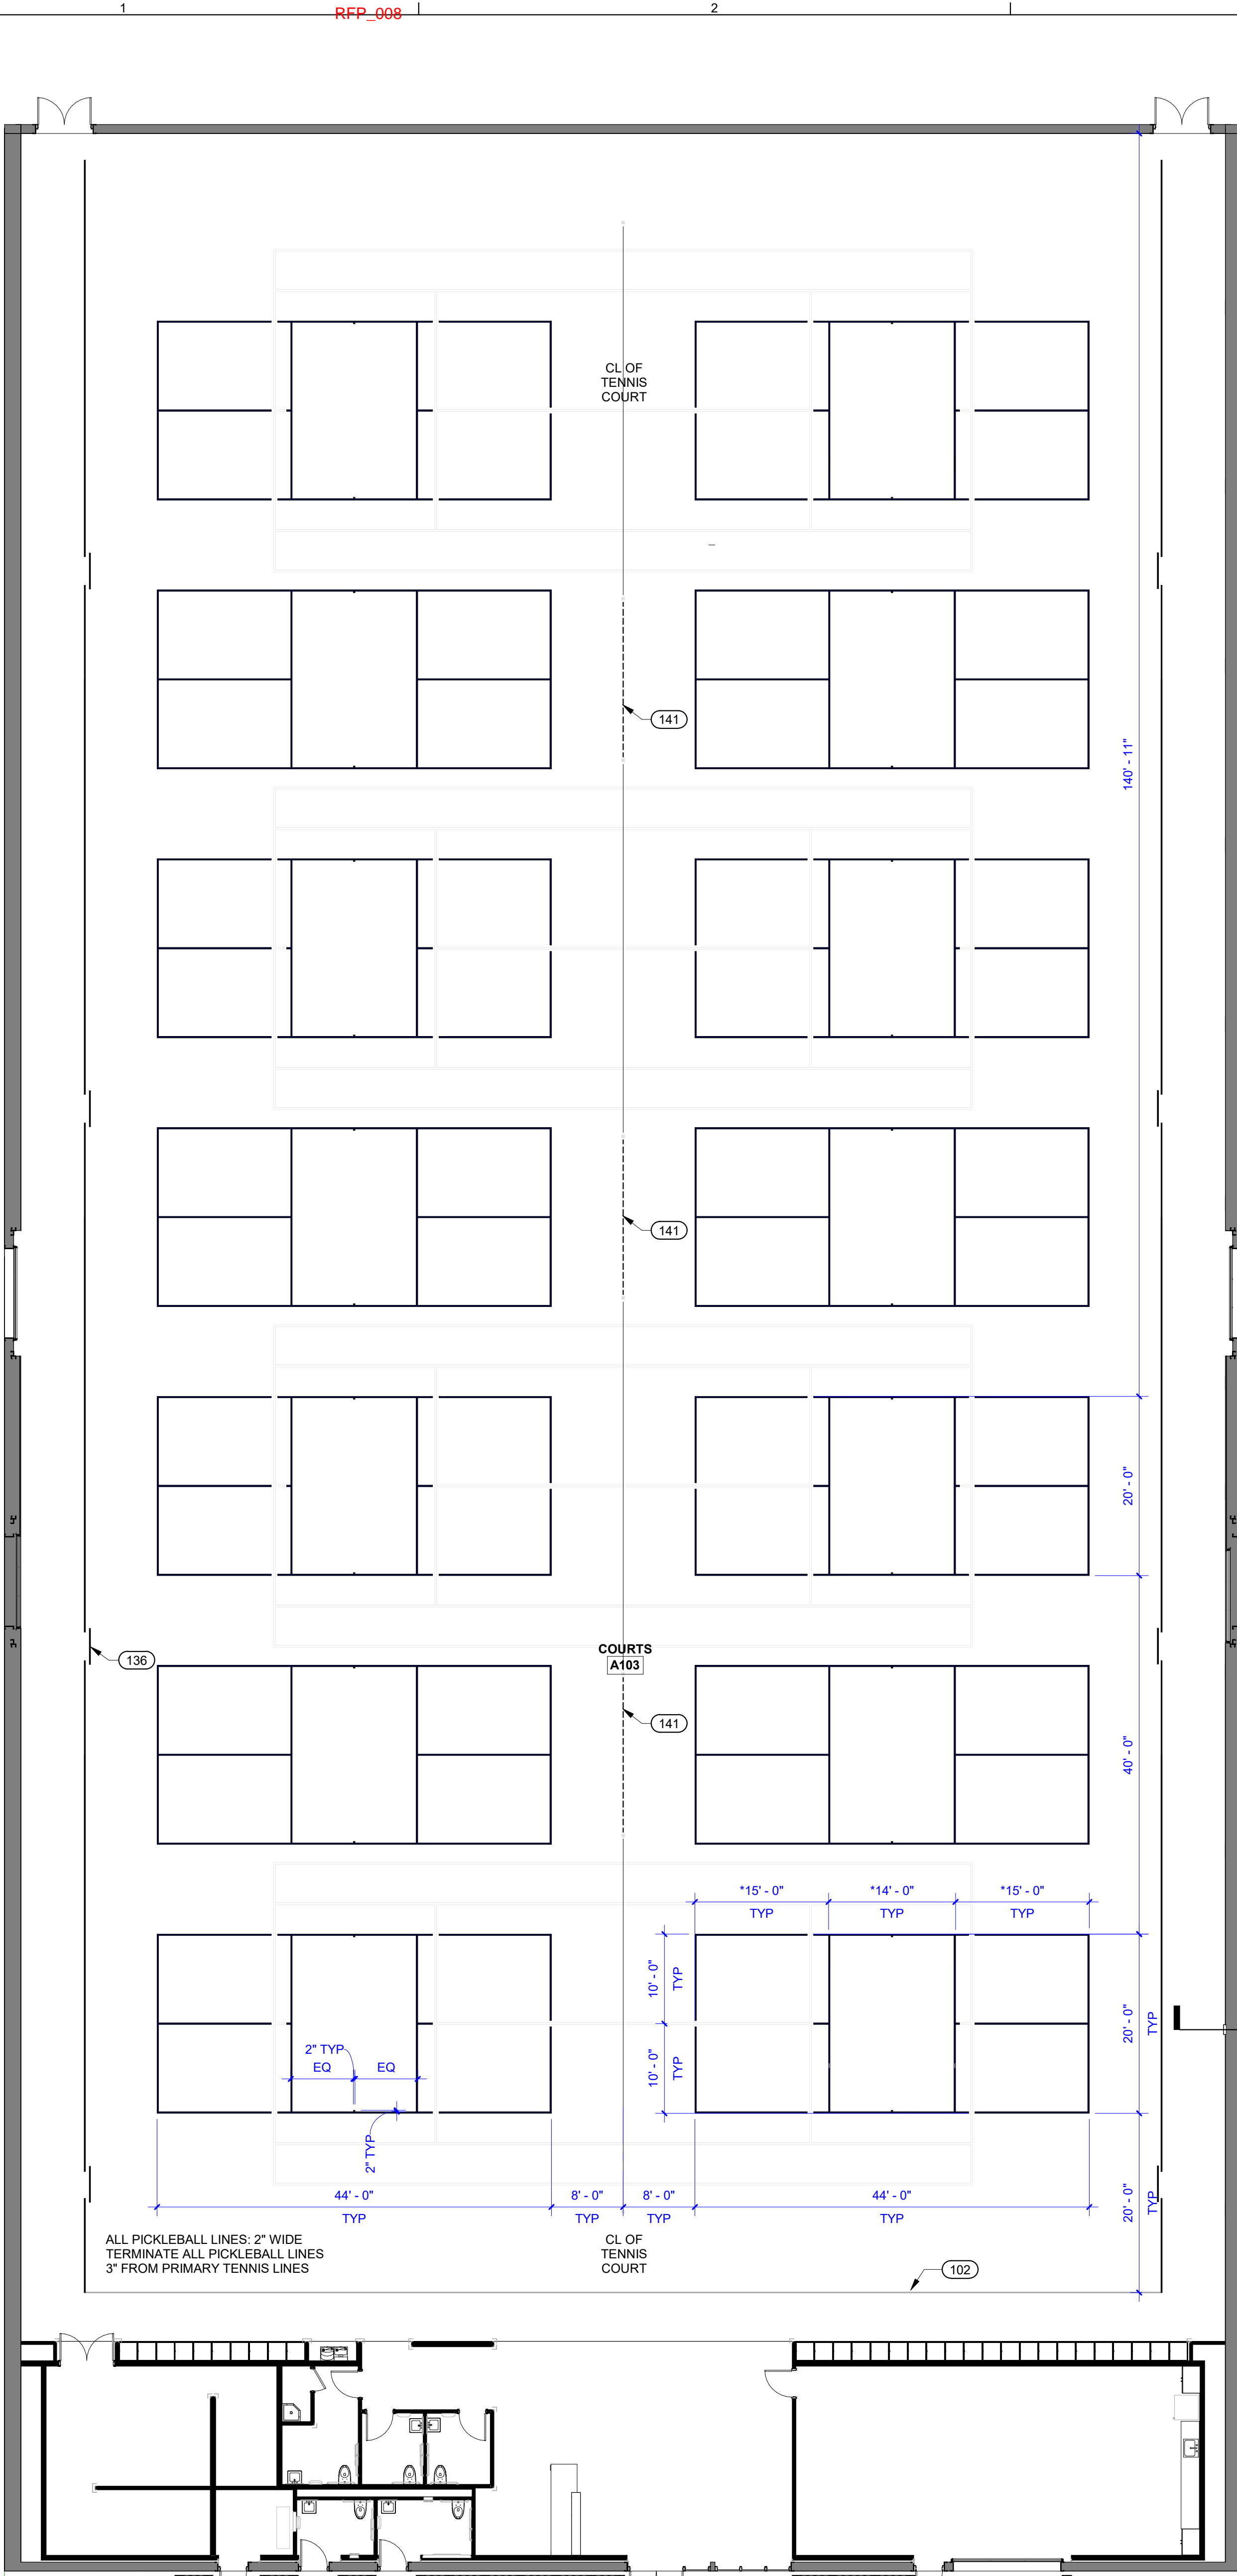 1
RFP_008
2
CL OF
TENNIS
COURT
141
140' - 11"
141
20' - 0"
COURTS
A103
136
141
40' - 0"
*15' - 0"
*14' - 0"
*15' - 0"
TYP
TYP
TYP
10' - 0"
TYP
10' - 0"
TYP
20' - 0"
TYP
2" TYP
EQ
EQ
2" TYP
44' - 0"
TYP
8' - 0"
TYP
8' - 0"
TYP
44' - 0"
TYP
20' - 0"
TYP
ALL PICKLEBALL LINES: 2" WIDE
TERMINATE ALL PICKLEBALL LINES
3" FROM PRIMARY TENNIS LINES
CL OF
TENNIS
COURT
102